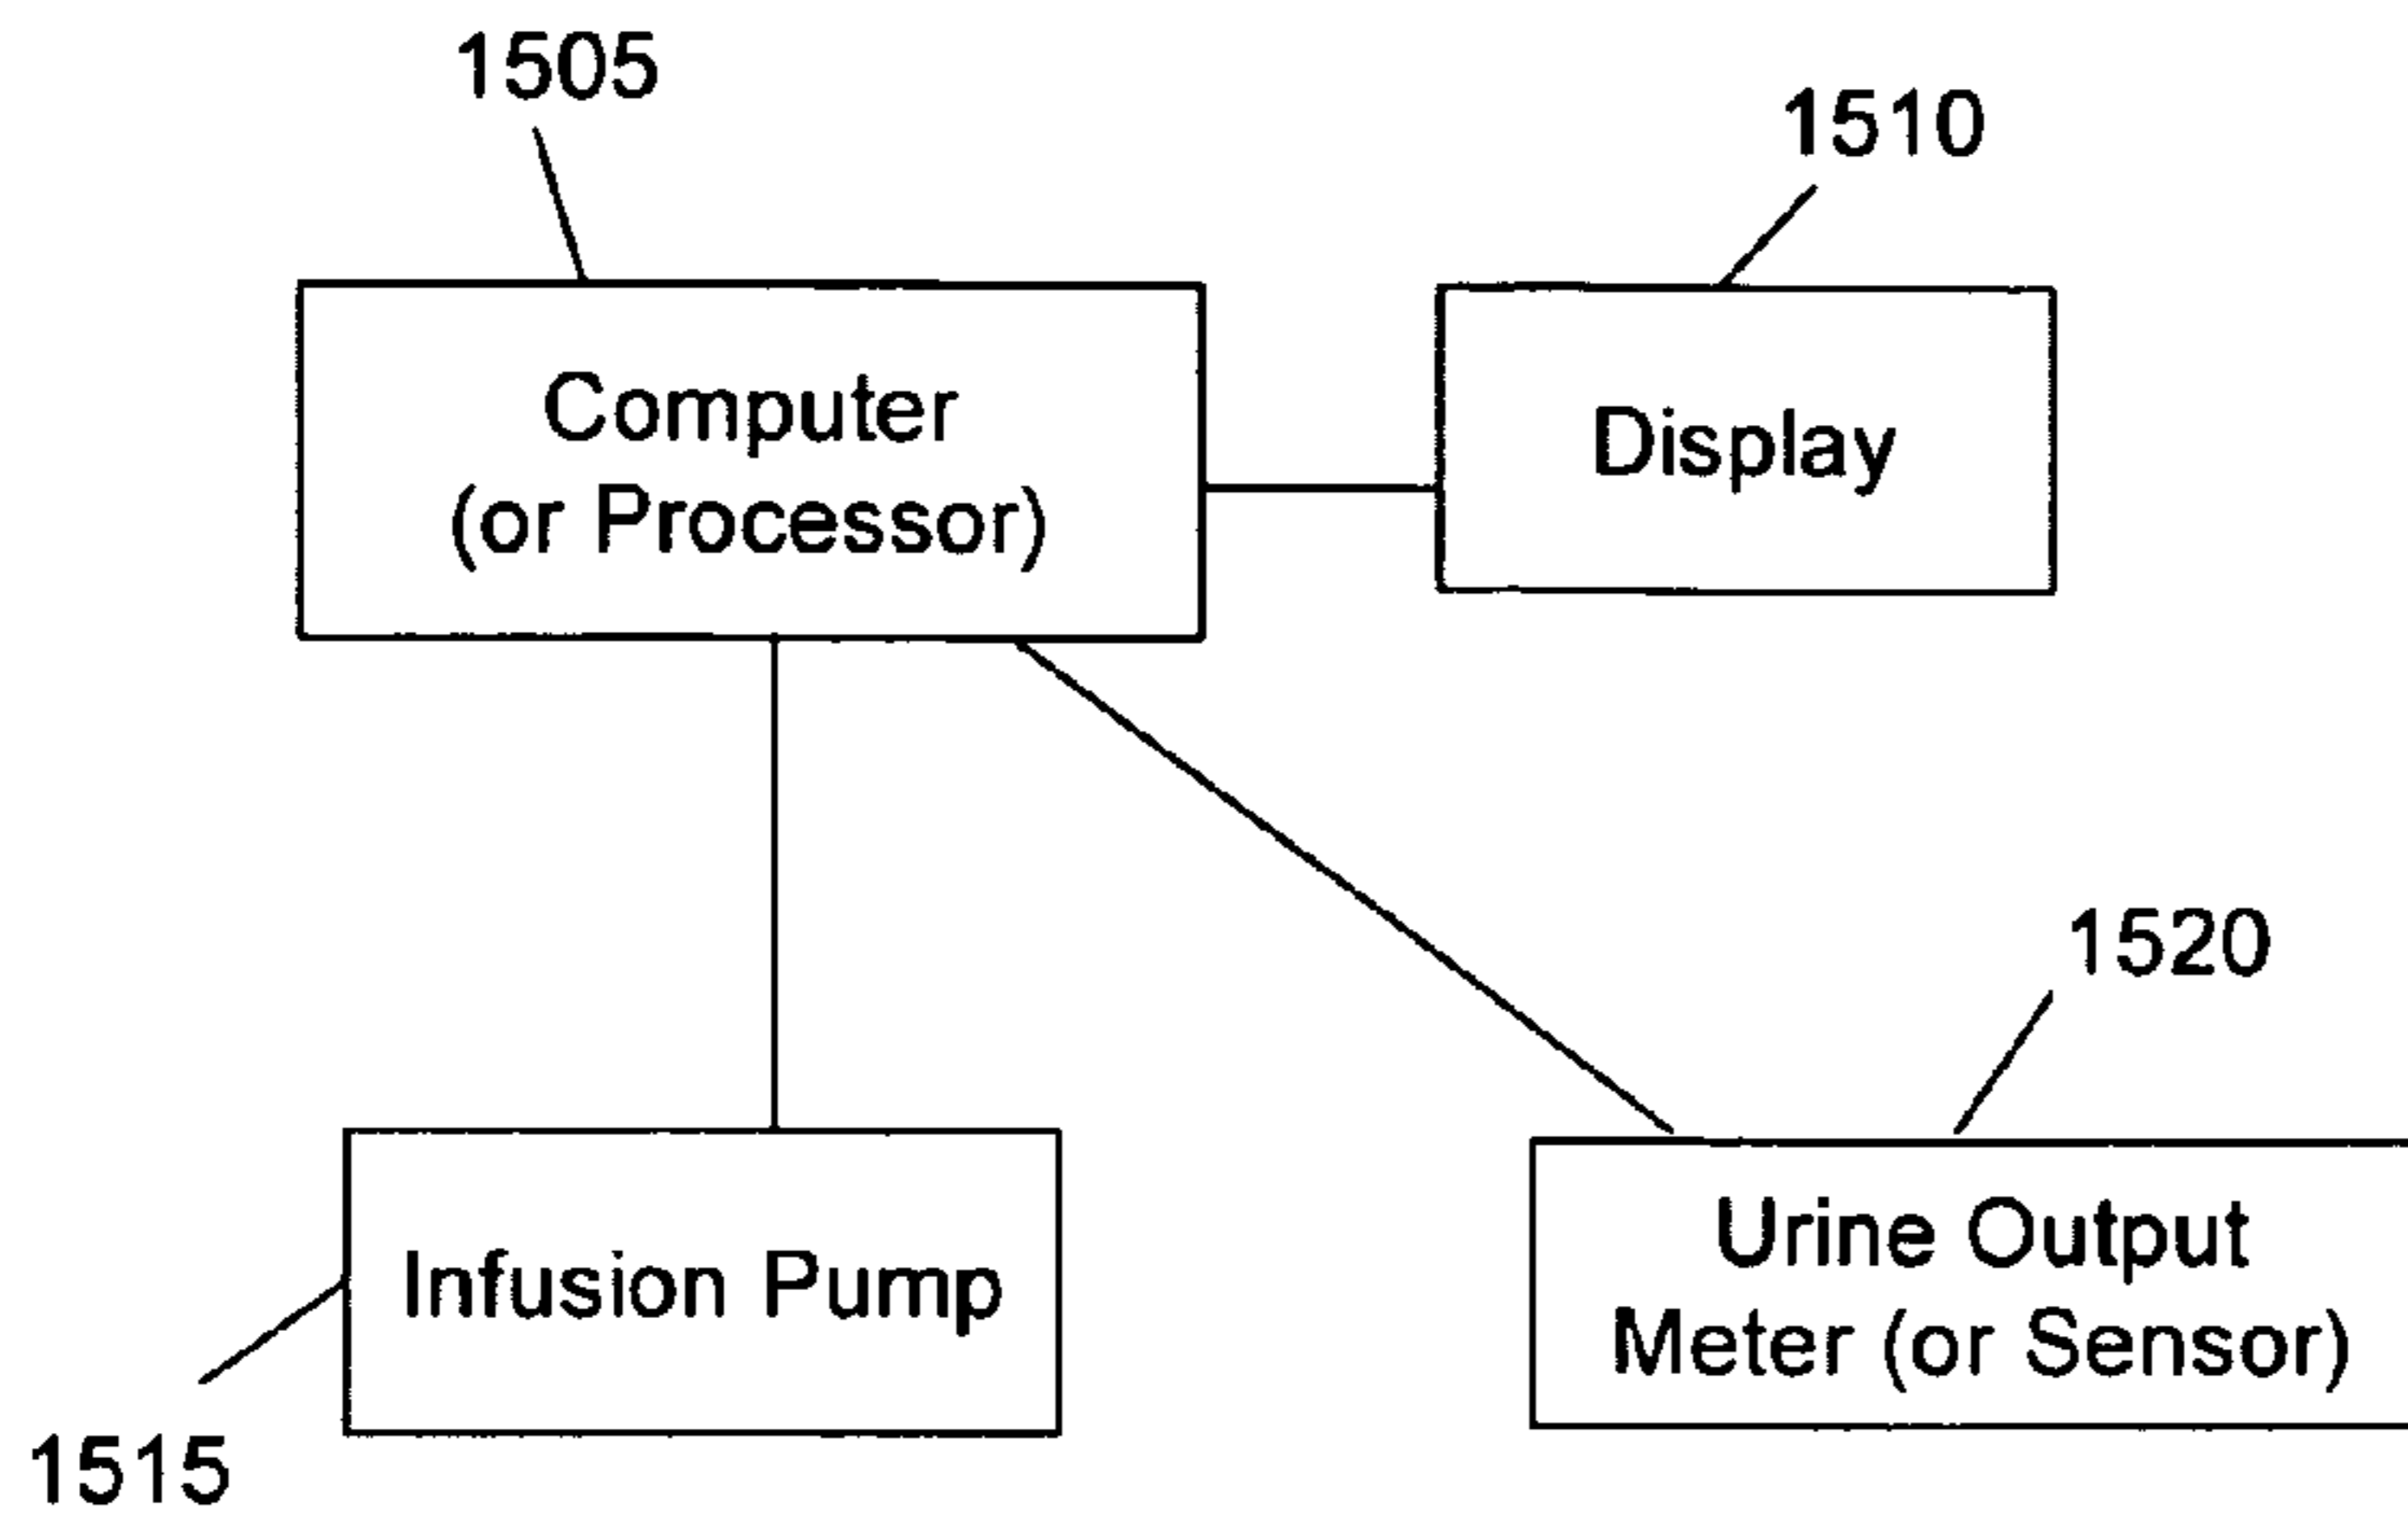 1505
1510
Computer
(or Processor)
Display
1520
Infusion Pump
Urine Output
Meter (or Sensor)
1515